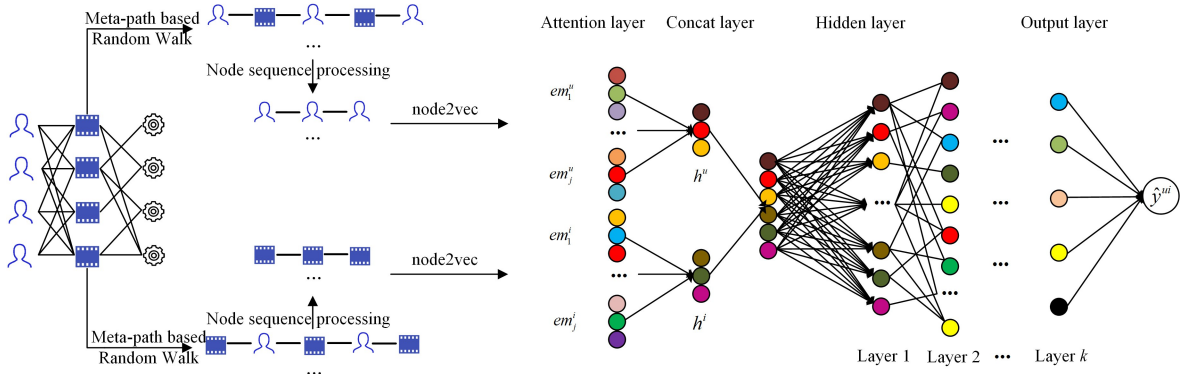 Meta-path based
Random Walk
...
Node sequence processing
...
node2vec
...
node2vec
Node sequence processing
Meta-path based
Random Walk
...
Attention layer
Concat layer
Hidden layer
Output layer
em₁ᵘ
...
emⱼᵘ
hᵘ
em₁ⁱ
...
emⱼⁱ
hⁱ
...
...
...
...
...
ŷᵘⁱ
Layer 1
Layer 2
...
Layer k